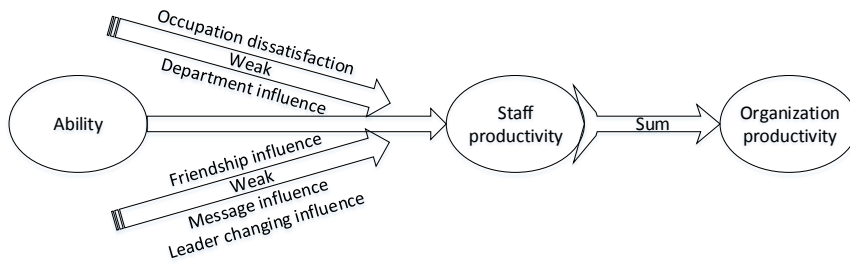 Occupation dissatisfaction
Weak
Department influence
Ability
Staff
productivity
Sum
Organization
productivity
Friendship influence
Weak
Message influence
Leader changing influence